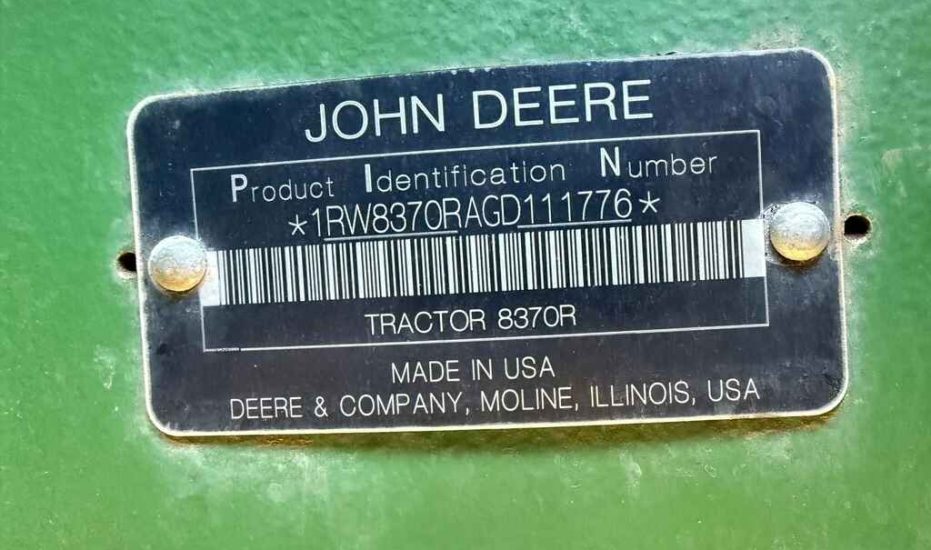 JOHN DEERE
Product Identification Number
*1RW8370RAGD111776*
TRACTOR 8370R
MADE IN USA
DEERE & COMPANY, MOLINE, ILLINOIS, USA